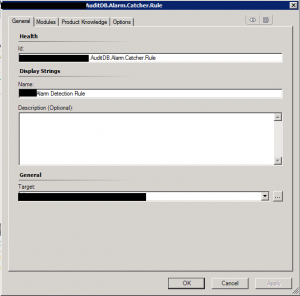 AuditDB.Alarm.Catcher.Rule
General Modules Product Knowledge Options
Health
Id:
AuditDB.Alarm.Catcher.Rule
Display Strings
Name:
Alarm Detection Rule
Description (Optional):
General
Target:
...
OK Cancel Apply